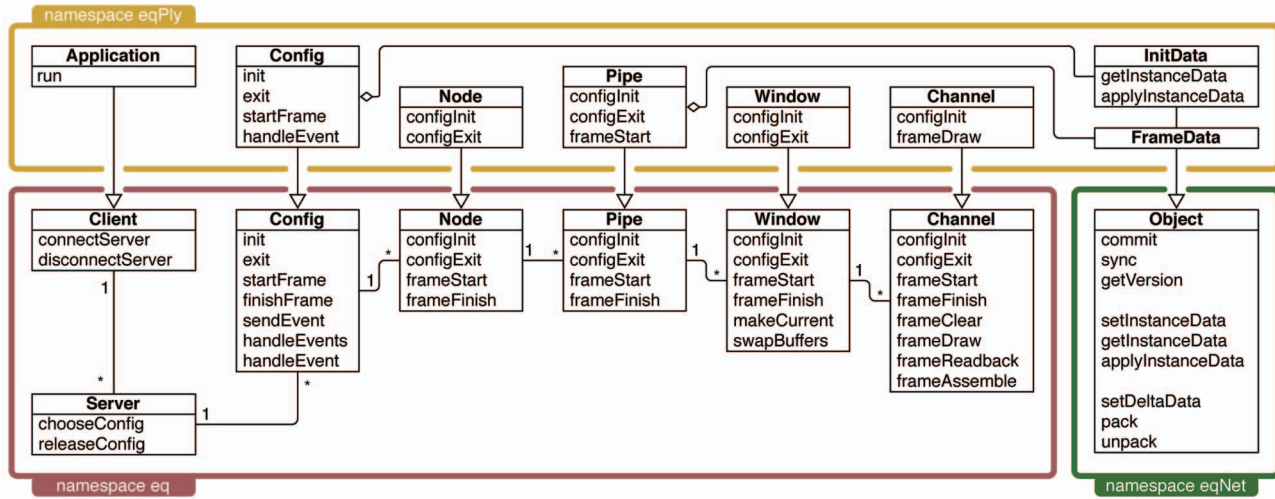 namespace eqPly
Application
run
Config
init
exit
startFrame
handleEvent
Node
configInit
configExit
Pipe
configInit
configExit
frameStart
Window
configInit
configExit
Channel
configInit
frameDraw
InitData
getInstanceData
applyInstanceData
FrameData
Client
connectServer
disconnectServer
1
*
Server
chooseConfig
releaseConfig
1
*
Config
init
exit
startFrame
finishFrame
sendEvent
handleEvents
handleEvent
1
*
Node
configInit
configExit
frameStart
frameFinish
1
*
Pipe
configInit
configExit
frameStart
frameFinish
1
*
Window
configInit
configExit
frameStart
frameFinish
makeCurrent
swapBuffers
1
*
Channel
configInit
configExit
frameStart
frameFinish
frameClear
frameDraw
frameReadback
frameAssemble
Object
commit
sync
getVersion
setInstanceData
getInstanceData
applyInstanceData
setDeltaData
pack
unpack
namespace eq
namespace eqNet